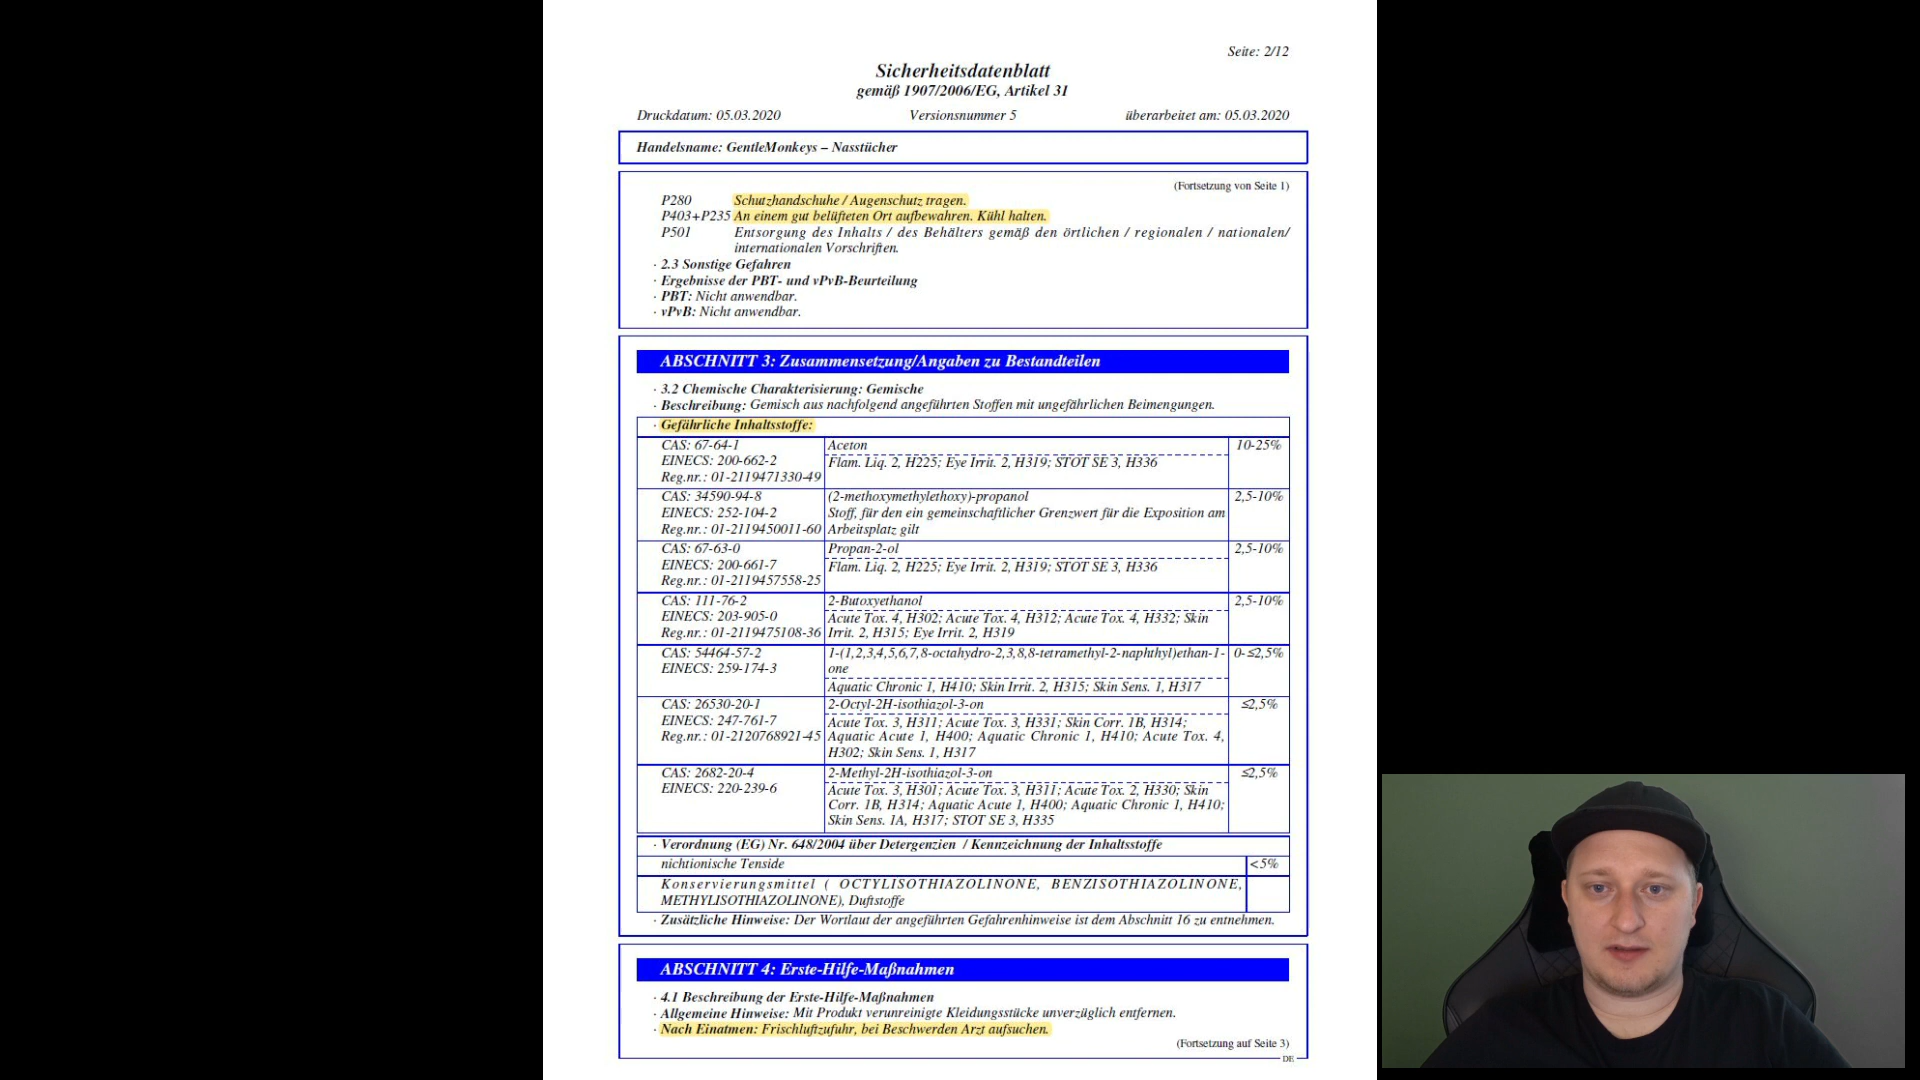 Seite: 2/12
Sicherheitsdatenblatt
gemäß 1907/2006/EG, Artikel 31
Druckdatum: 05.03.2020 Versionsnummer 5 überarbeitet am: 05.03.2020
Handelsname: GentleMonkeys – Nasstücher
(Fortsetzung von Seite 1)
P280 Schutzhandschuhe / Augenschutz tragen.
P403+P235 An einem gut belüfteten Ort aufbewahren. Kühl halten.
P501 Entsorgung des Inhalts / des Behälters gemäß den örtlichen / regionalen / nationalen/
internationalen Vorschriften.
· 2.3 Sonstige Gefahren
· Ergebnisse der PBT- und vPvB-Beurteilung
· PBT: Nicht anwendbar.
· vPvB: Nicht anwendbar.
ABSCHNITT 3: Zusammensetzung/Angaben zu Bestandteilen
· 3.2 Chemische Charakterisierung: Gemische
· Beschreibung: Gemisch aus nachfolgend angeführten Stoffen mit ungefährlichen Beimengungen.
· Gefährliche Inhaltsstoffe:
CAS: 67-64-1 Aceton 10-25%
EINECS: 200-662-2 Flam. Liq. 2, H225; Eye Irrit. 2, H319; STOT SE 3, H336
Reg.nr.: 01-2119471330-49
CAS: 34590-94-8 (2-methoxymethylethoxy)-propanol 2,5-10%
EINECS: 252-104-2 Stoff, für den ein gemeinschaftlicher Grenzwert für die Exposition am
Reg.nr.: 01-2119450011-60 Arbeitsplatz gilt
CAS: 67-63-0 Propan-2-ol 2,5-10%
EINECS: 200-661-7 Flam. Liq. 2, H225; Eye Irrit. 2, H319; STOT SE 3, H336
Reg.nr.: 01-2119457558-25
CAS: 111-76-2 2-Butoxyethanol 2,5-10%
EINECS: 203-905-0 Acute Tox. 4, H302; Acute Tox. 4, H312; Acute Tox. 4, H332; Skin
Reg.nr.: 01-2119475108-36 Irrit. 2, H315; Eye Irrit. 2, H319
CAS: 54464-57-2 1-(1,2,3,4,5,6,7,8-octahydro-2,3,8,8-tetramethyl-2-naphthyl)ethan-1- 0-≤2,5%
EINECS: 259-174-3 one
Aquatic Chronic 1, H410; Skin Irrit. 2, H315; Skin Sens. 1, H317
CAS: 26530-20-1 2-Octyl-2H-isothiazol-3-on ≤2,5%
EINECS: 247-761-7 Acute Tox. 3, H311; Acute Tox. 3, H331; Skin Corr. 1B, H314;
Reg.nr.: 01-2120768921-45 Aquatic Acute 1, H400; Aquatic Chronic 1, H410; Acute Tox. 4,
H302; Skin Sens. 1, H317
CAS: 2682-20-4 2-Methyl-2H-isothiazol-3-on ≤2,5%
EINECS: 220-239-6 Acute Tox. 3, H301; Acute Tox. 3, H311; Acute Tox. 2, H330; Skin
Corr. 1B, H314; Aquatic Acute 1, H400; Aquatic Chronic 1, H410;
Skin Sens. 1A, H317; STOT SE 3, H335
· Verordnung (EG) Nr. 648/2004 über Detergenzien / Kennzeichnung der Inhaltsstoffe
nichtionische Tenside <5%
Konservierungsmittel ( OCTYLISOTHIAZOLINONE, BENZISOTHIAZOLINONE,
METHYLISOTHIAZOLINONE), Duftstoffe
· Zusätzliche Hinweise: Der Wortlaut der angeführten Gefahrenhinweise ist dem Abschnitt 16 zu entnehmen.
ABSCHNITT 4: Erste-Hilfe-Maßnahmen
· 4.1 Beschreibung der Erste-Hilfe-Maßnahmen
· Allgemeine Hinweise: Mit Produkt verunreinigte Kleidungsstücke unverzüglich entfernen.
· Nach Einatmen: Frischluftzufuhr, bei Beschwerden Arzt aufsuchen.
(Fortsetzung auf Seite 3)
DE